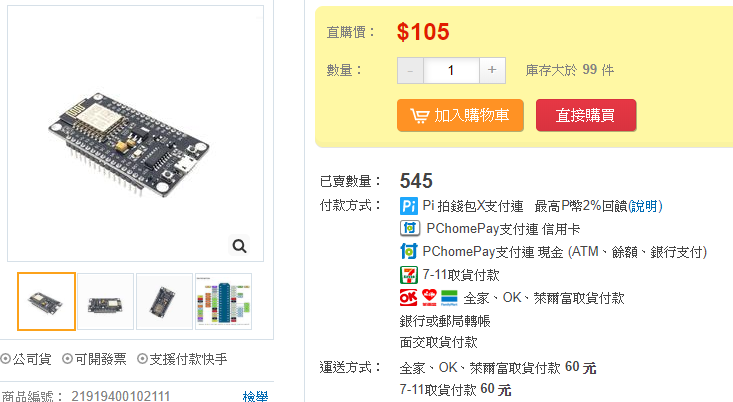 直購價： $105
數量： - 1 + 庫存大於 99 件
加入購物車 直接購買
已賣數量： 545
付款方式： Pi Pi 拍錢包X支付連 最高P幣2%回饋(說明)
PChomePay支付連 信用卡
PChomePay支付連 現金 (ATM、餘額、銀行支付)
7-11取貨付款
OK 全家、OK、萊爾富取貨付款
銀行或郵局轉帳
面交取貨付款
運送方式： 全家、OK、萊爾富取貨付款 60 元
7-11取貨付款 60 元
公司貨 可開發票 支援付款快手
商品編號： 21919400102111 檢舉